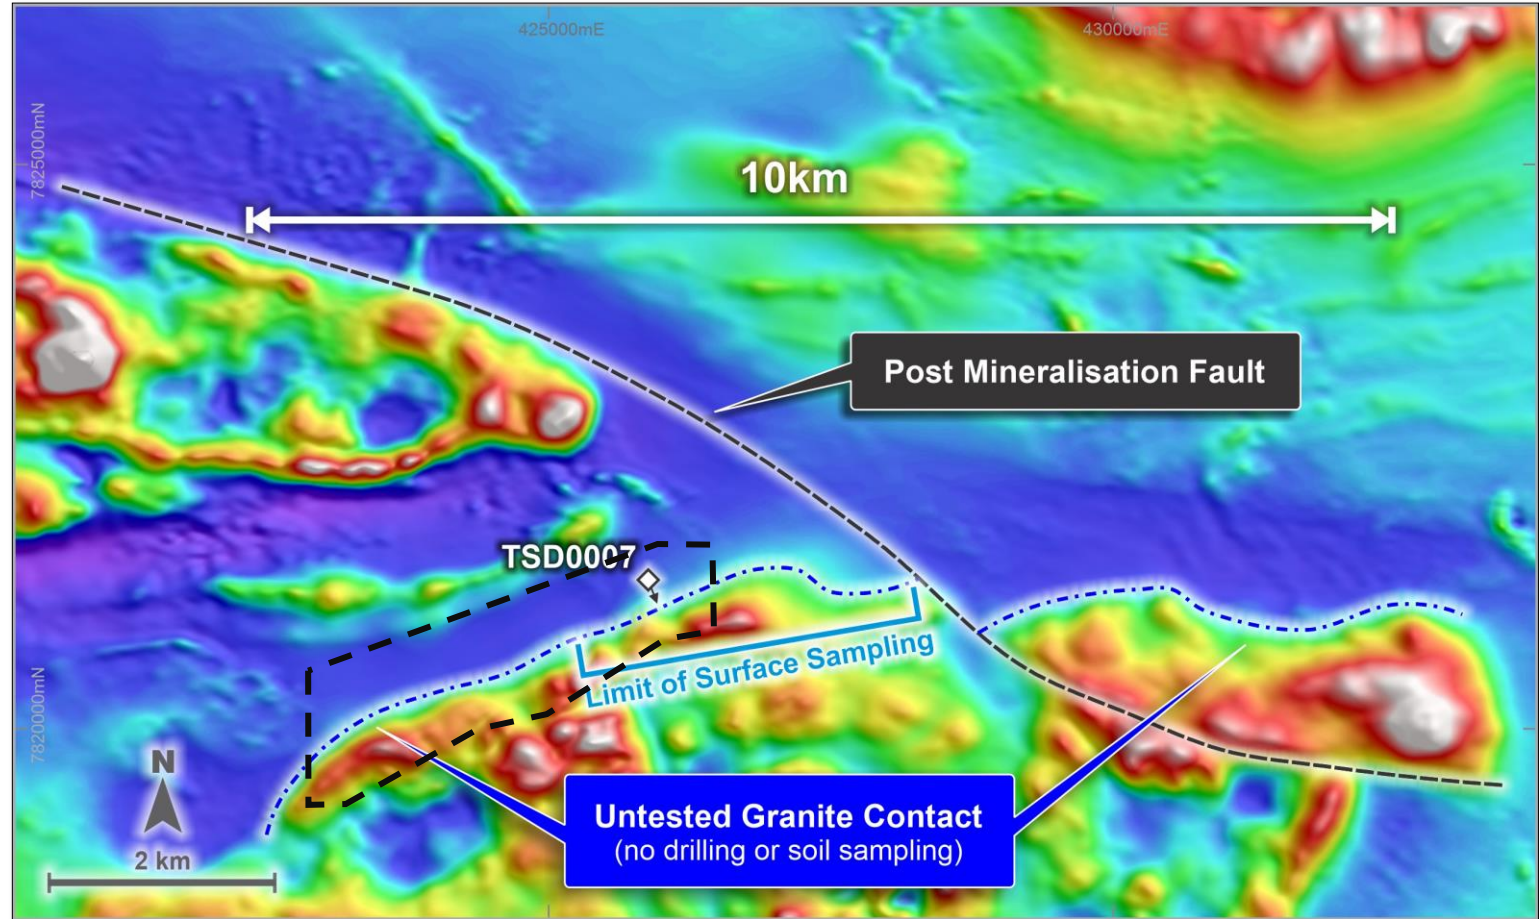 425000mE
430000mE
7825000mN
10km
Post Mineralisation Fault
TSD0007
Limit of Surface Sampling
7820000mN
N
2 km
Untested Granite Contact
(no drilling or soil sampling)